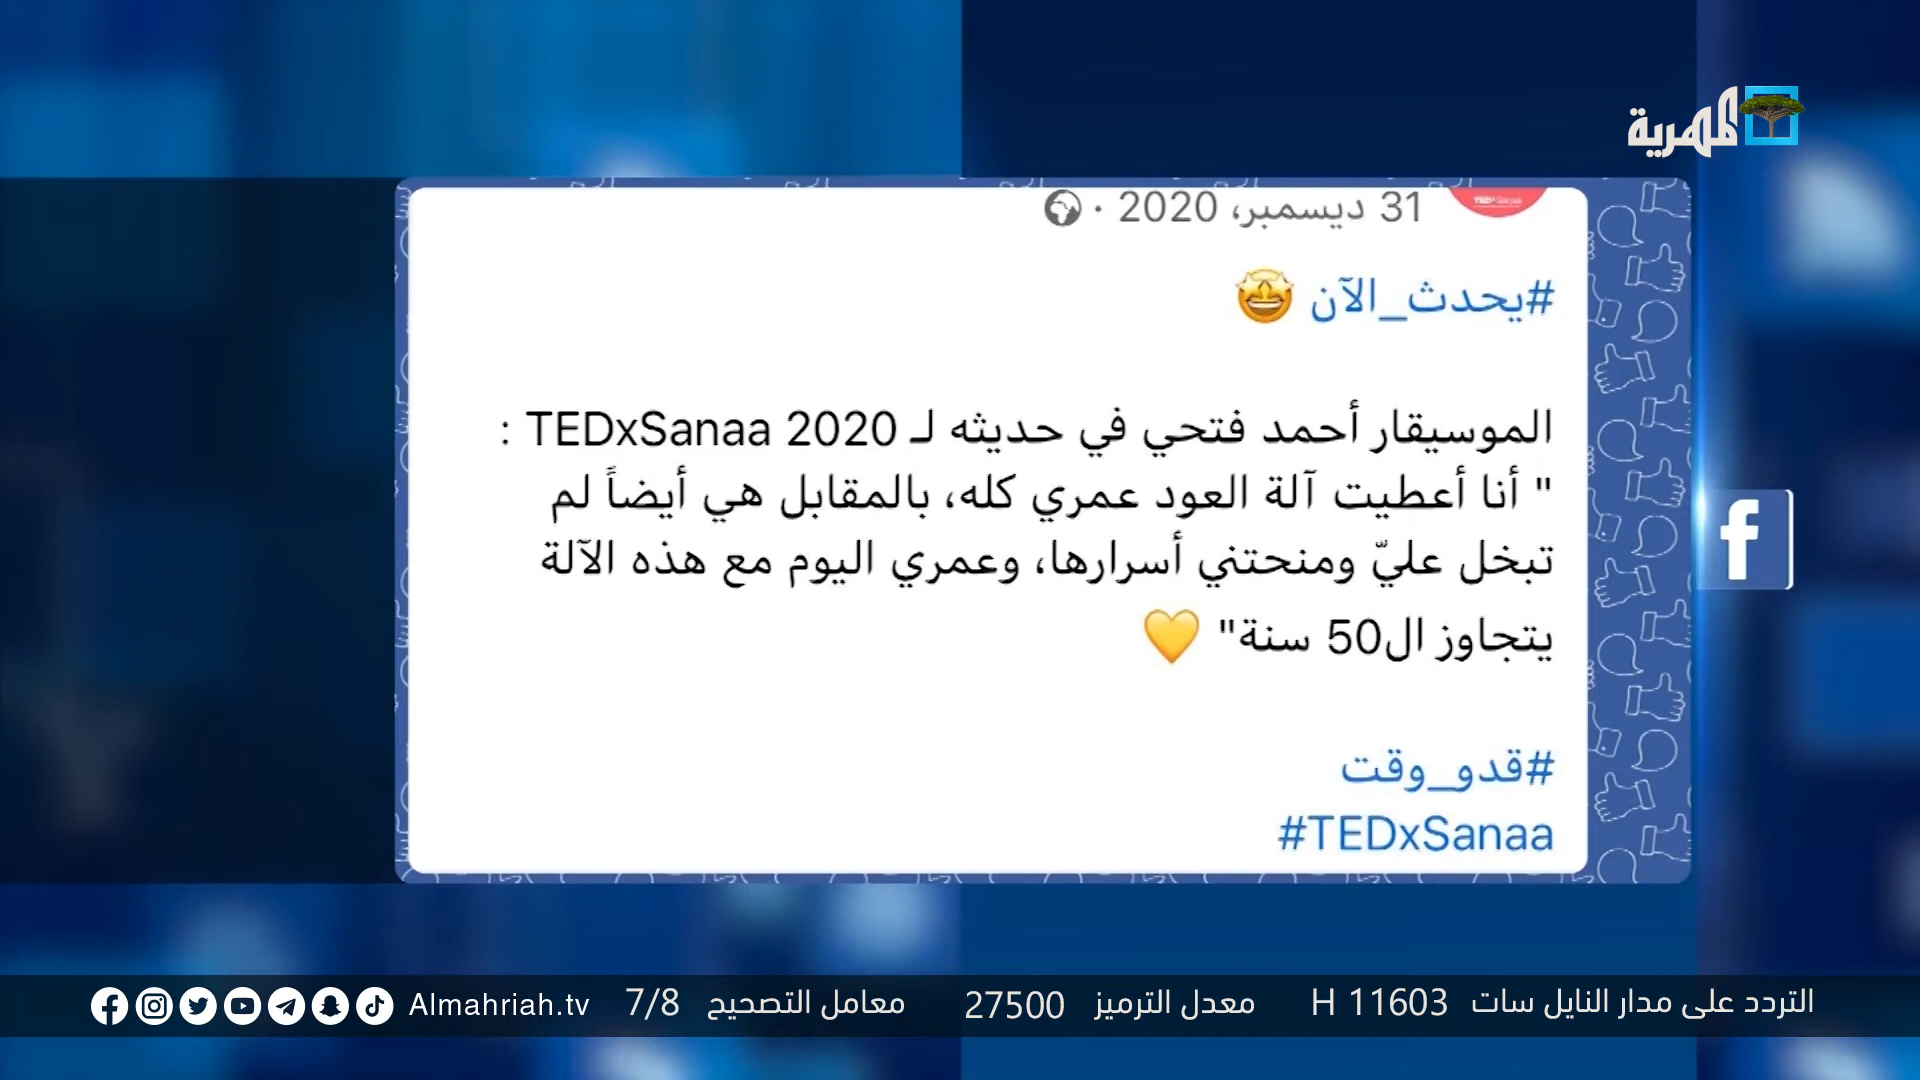 المهرية
TEDxSanaa
31 ديسمبر، 2020 ·
#يحدث_الآن 🤩
الموسيقار أحمد فتحي في حديثه لـ TEDxSanaa 2020 :
" أنا أعطيت آلة العود عمري كله، بالمقابل هي أيضاً لم
تبخل عليّ ومنحتني أسرارها، وعمري اليوم مع هذه الآلة
يتجاوز ال50 سنة" 💛
#قدو_وقت
#TEDxSanaa
التردد على مدار النايل سات 11603 H معدل الترميز 27500 معامل التصحيح 7/8 Almahriah.tv